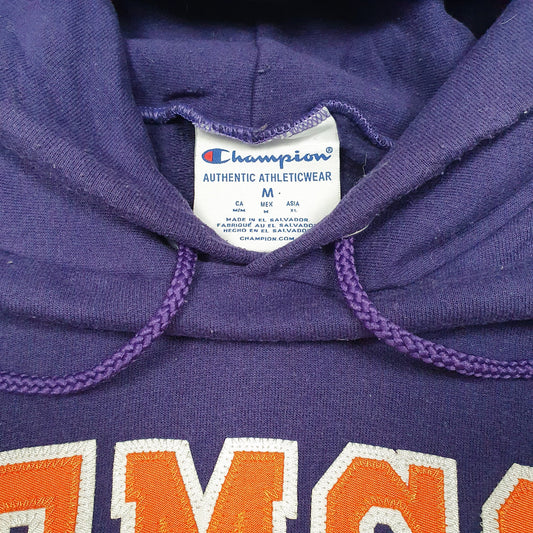 Champion®
AUTHENTIC ATHLETICWEAR
M
CA MEX ASIA
M/M M XL
MADE IN EL SALVADOR
FABRIQUÉ AU EL SALVADOR
HECHO EN EL SALVADOR
CHAMPION.COM
EMSO